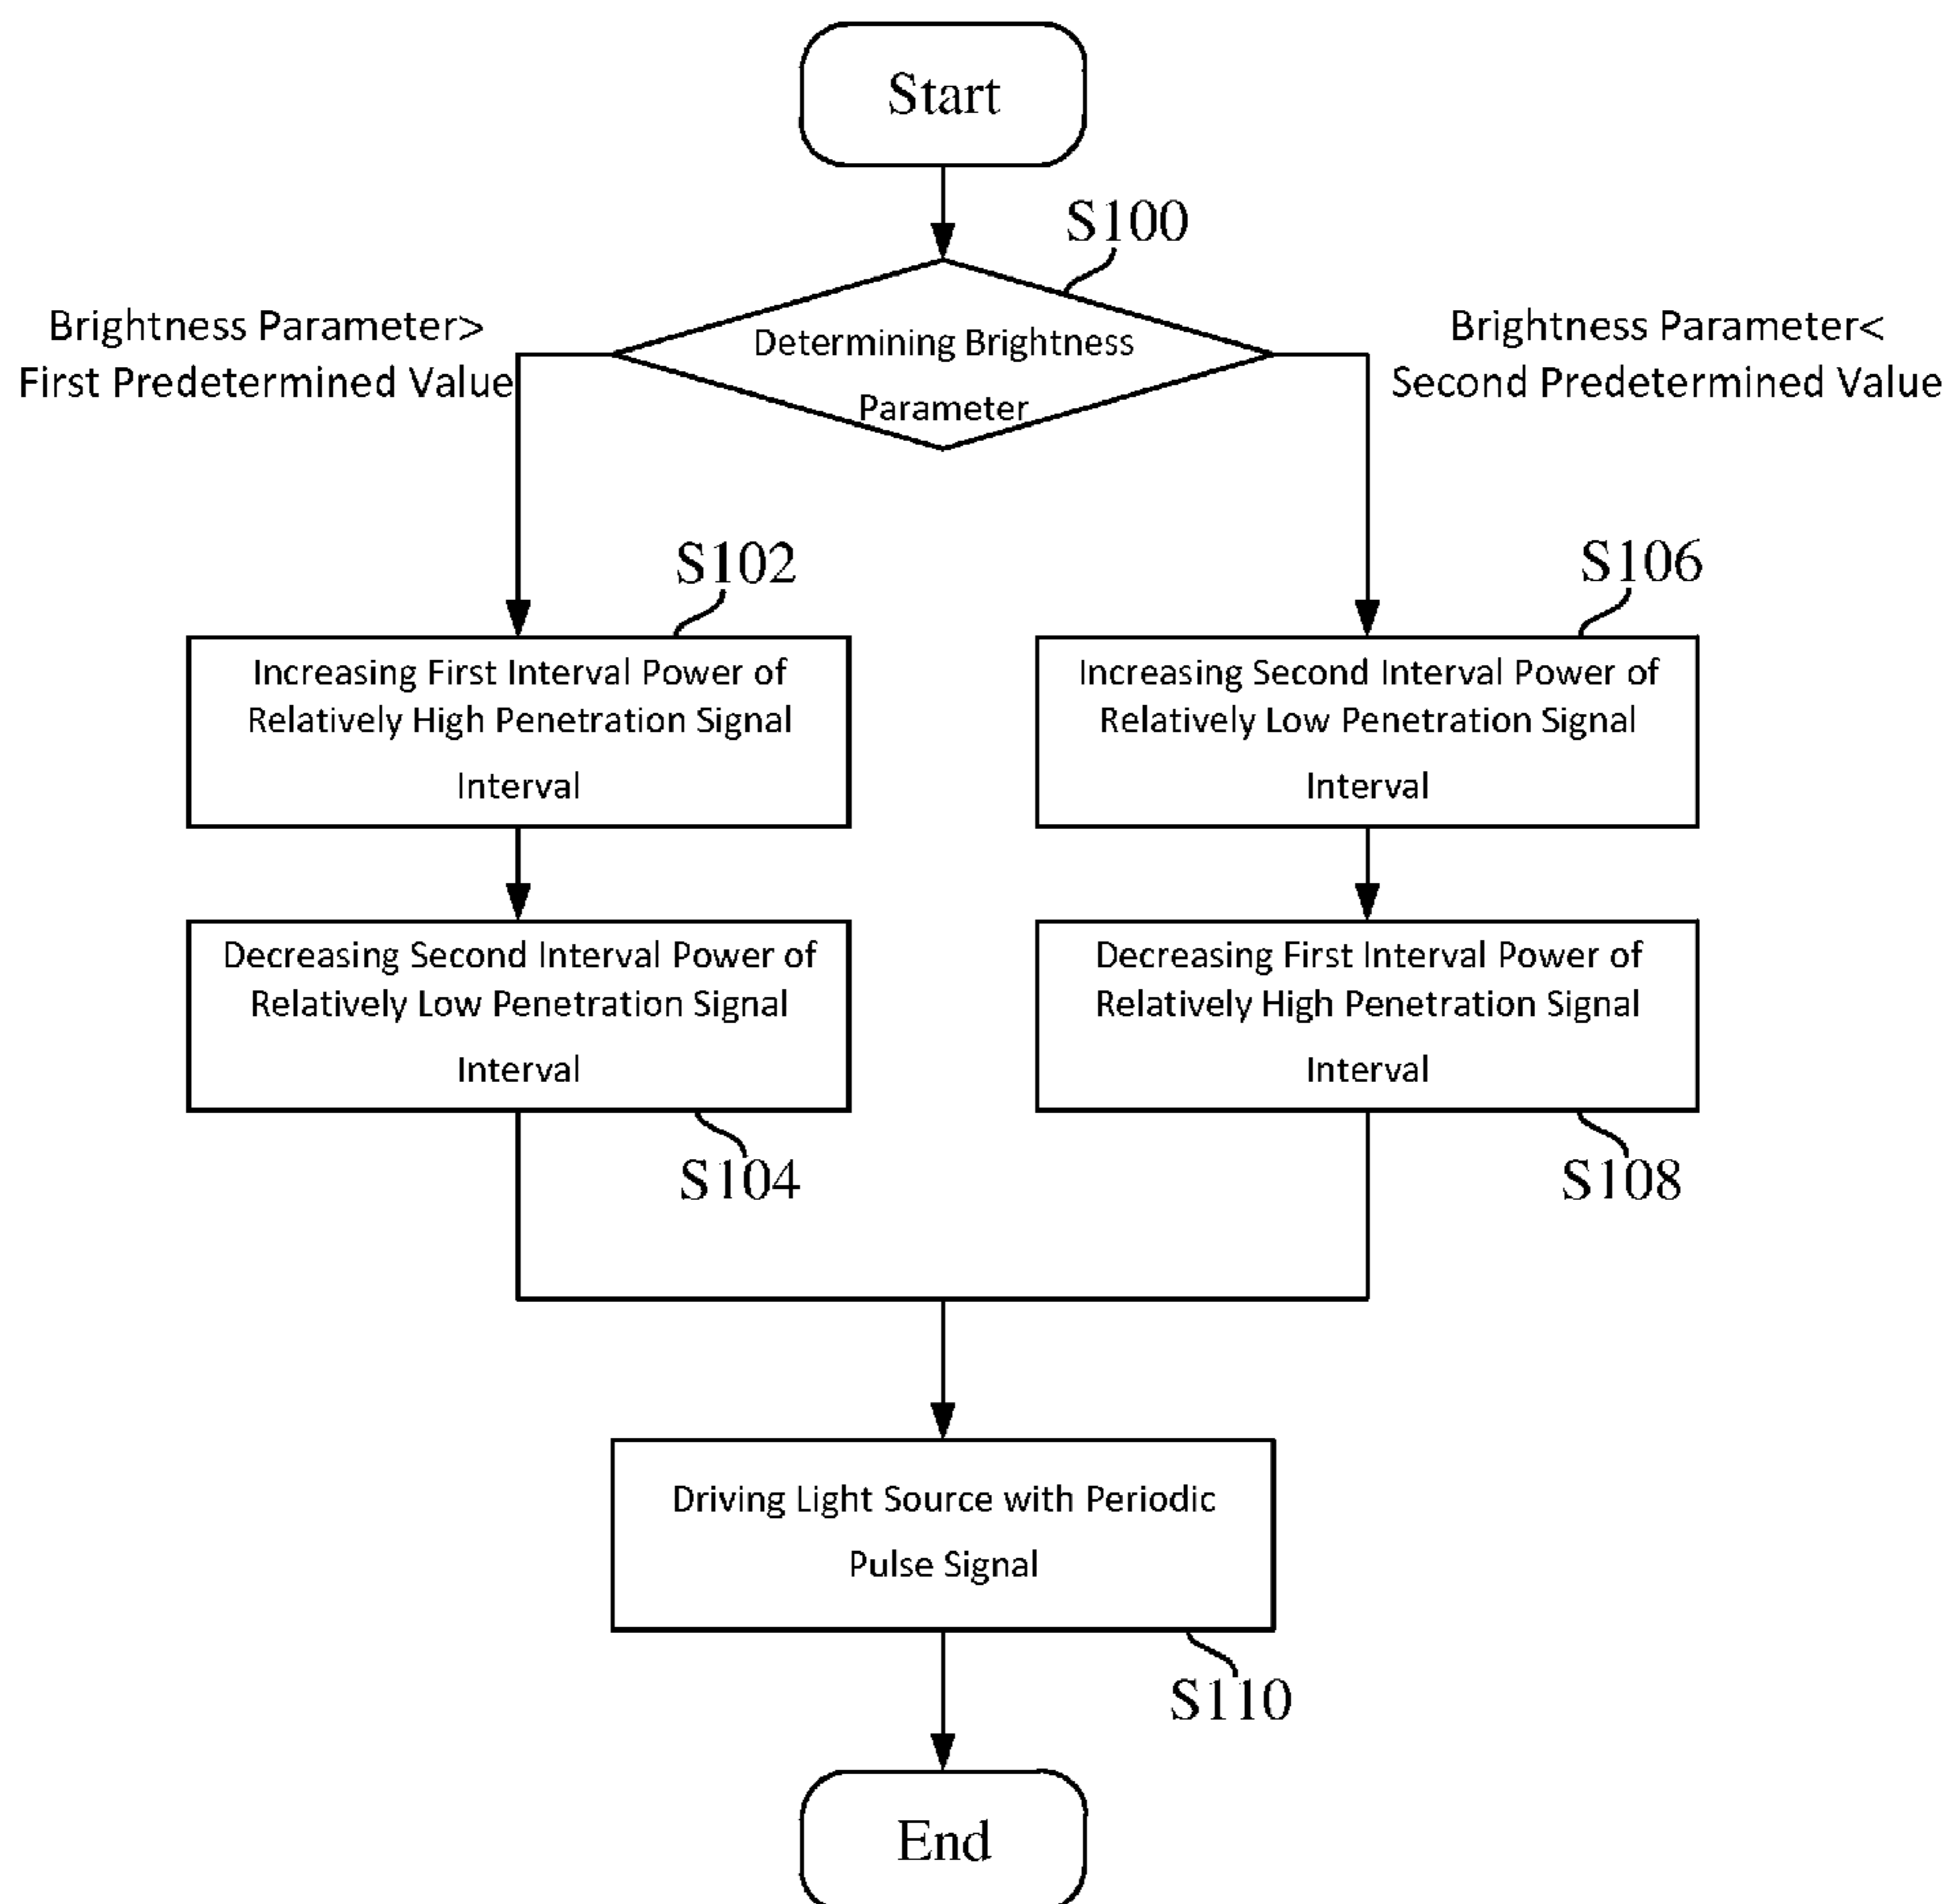 Start
S100
Determining Brightness
Parameter
Brightness Parameter>
First Predetermined Value
Brightness Parameter<
Second Predetermined Value
S102
Increasing First Interval Power of
Relatively High Penetration Signal
Interval
S106
Increasing Second Interval Power of
Relatively Low Penetration Signal
Interval
Decreasing Second Interval Power of
Relatively Low Penetration Signal
Interval
S104
Decreasing First Interval Power of
Relatively High Penetration Signal
Interval
S108
Driving Light Source with Periodic
Pulse Signal
S110
End